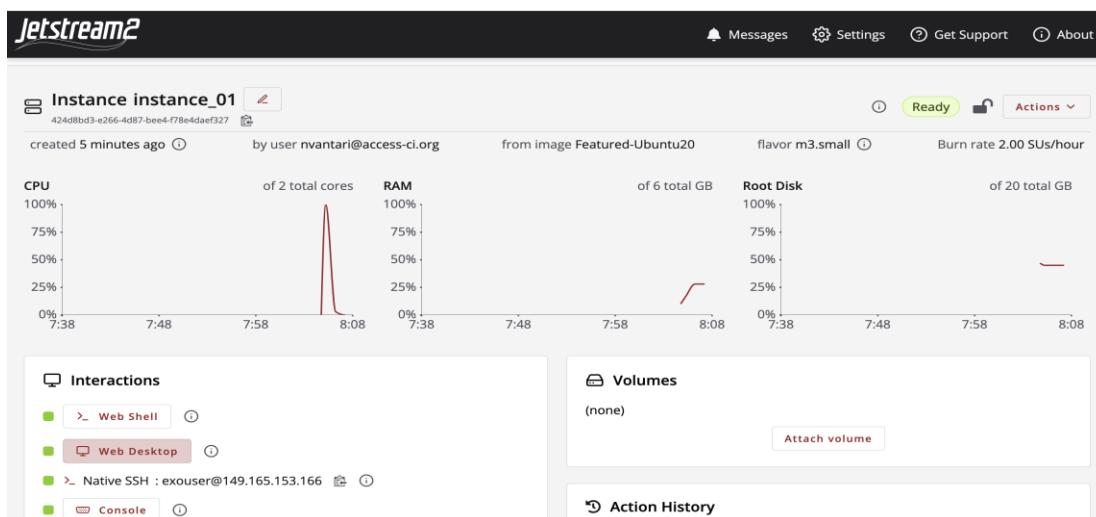 Jetstream2
Messages Settings Get Support About
Instance instance_01
Ready Actions
424d8bd3-e266-4d87-bee4-f78e4daef327
created 5 minutes ago by user nvantari@access-ci.org from image Featured-Ubuntu20 flavor m3.small Burn rate 2.00 SUs/hour
CPU of 2 total cores
100%
75%
50%
25%
0%
7:38 7:48 7:58 8:08
RAM of 6 total GB
100%
75%
50%
25%
0%
7:38 7:48 7:58 8:08
Root Disk of 20 total GB
100%
75%
50%
25%
0%
7:38 7:48 7:58 8:08
Interactions
>_ Web Shell
Web Desktop
>_ Native SSH : exouser@149.165.153.166
Console
Volumes
(none)
Attach volume
Action History